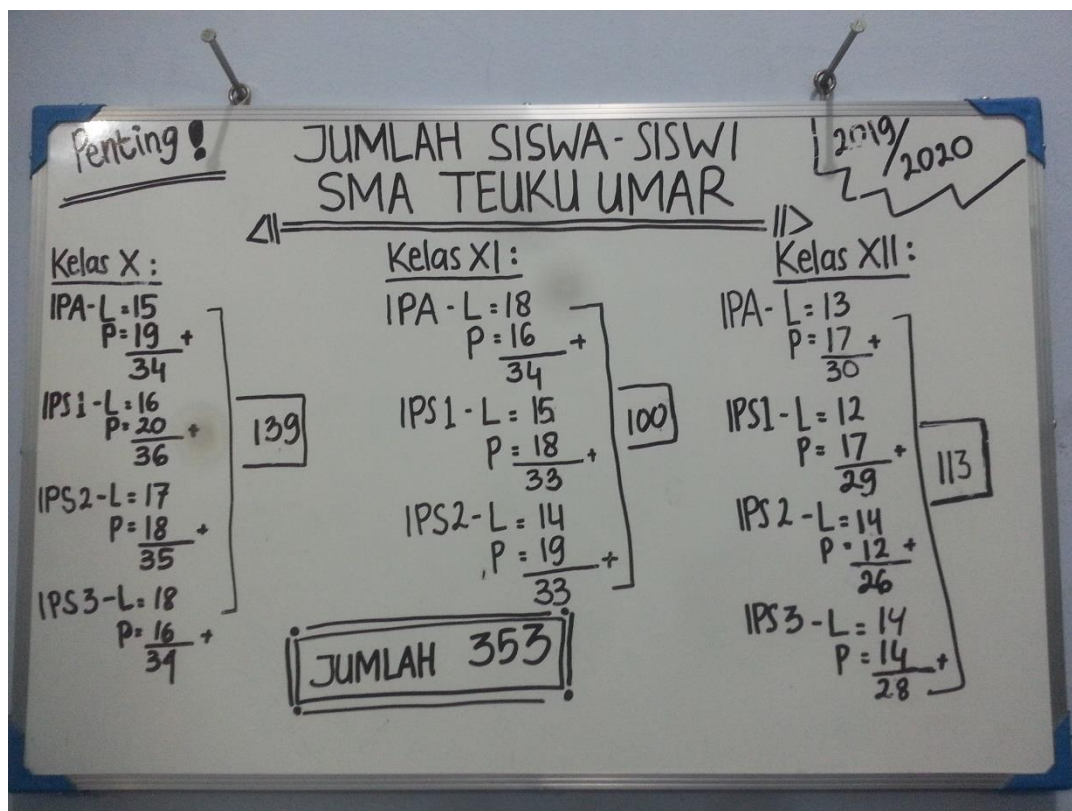 Penting!
JUMLAH SISWA-SISWI
SMA TEUKU UMAR
2019/2020
Kelas X:
IPA-L=15
P=19 +
34
IPS1-L=16
P=20 +
36
IPS2-L=17
P=18 +
35
IPS3-L=18
P=16 +
34
139
Kelas XI:
IPA-L=18
P=16 +
34
IPS1-L=15
P=18 +
33
IPS2-L=14
P=19 +
33
100
Kelas XII:
IPA-L=13
P=17 +
30
IPS1-L=12
P=17 +
29
IPS2-L=14
P=12 +
26
IPS3-L=14
P=14 +
28
113
JUMLAH 353